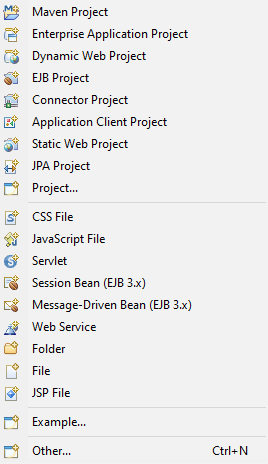 Maven Project
Enterprise Application Project
Dynamic Web Project
EJB Project
Connector Project
Application Client Project
Static Web Project
JPA Project
Project...
CSS File
JavaScript File
Servlet
Session Bean (EJB 3.x)
Message-Driven Bean (EJB 3.x)
Web Service
Folder
File
JSP File
Example...
Other... Ctrl+N